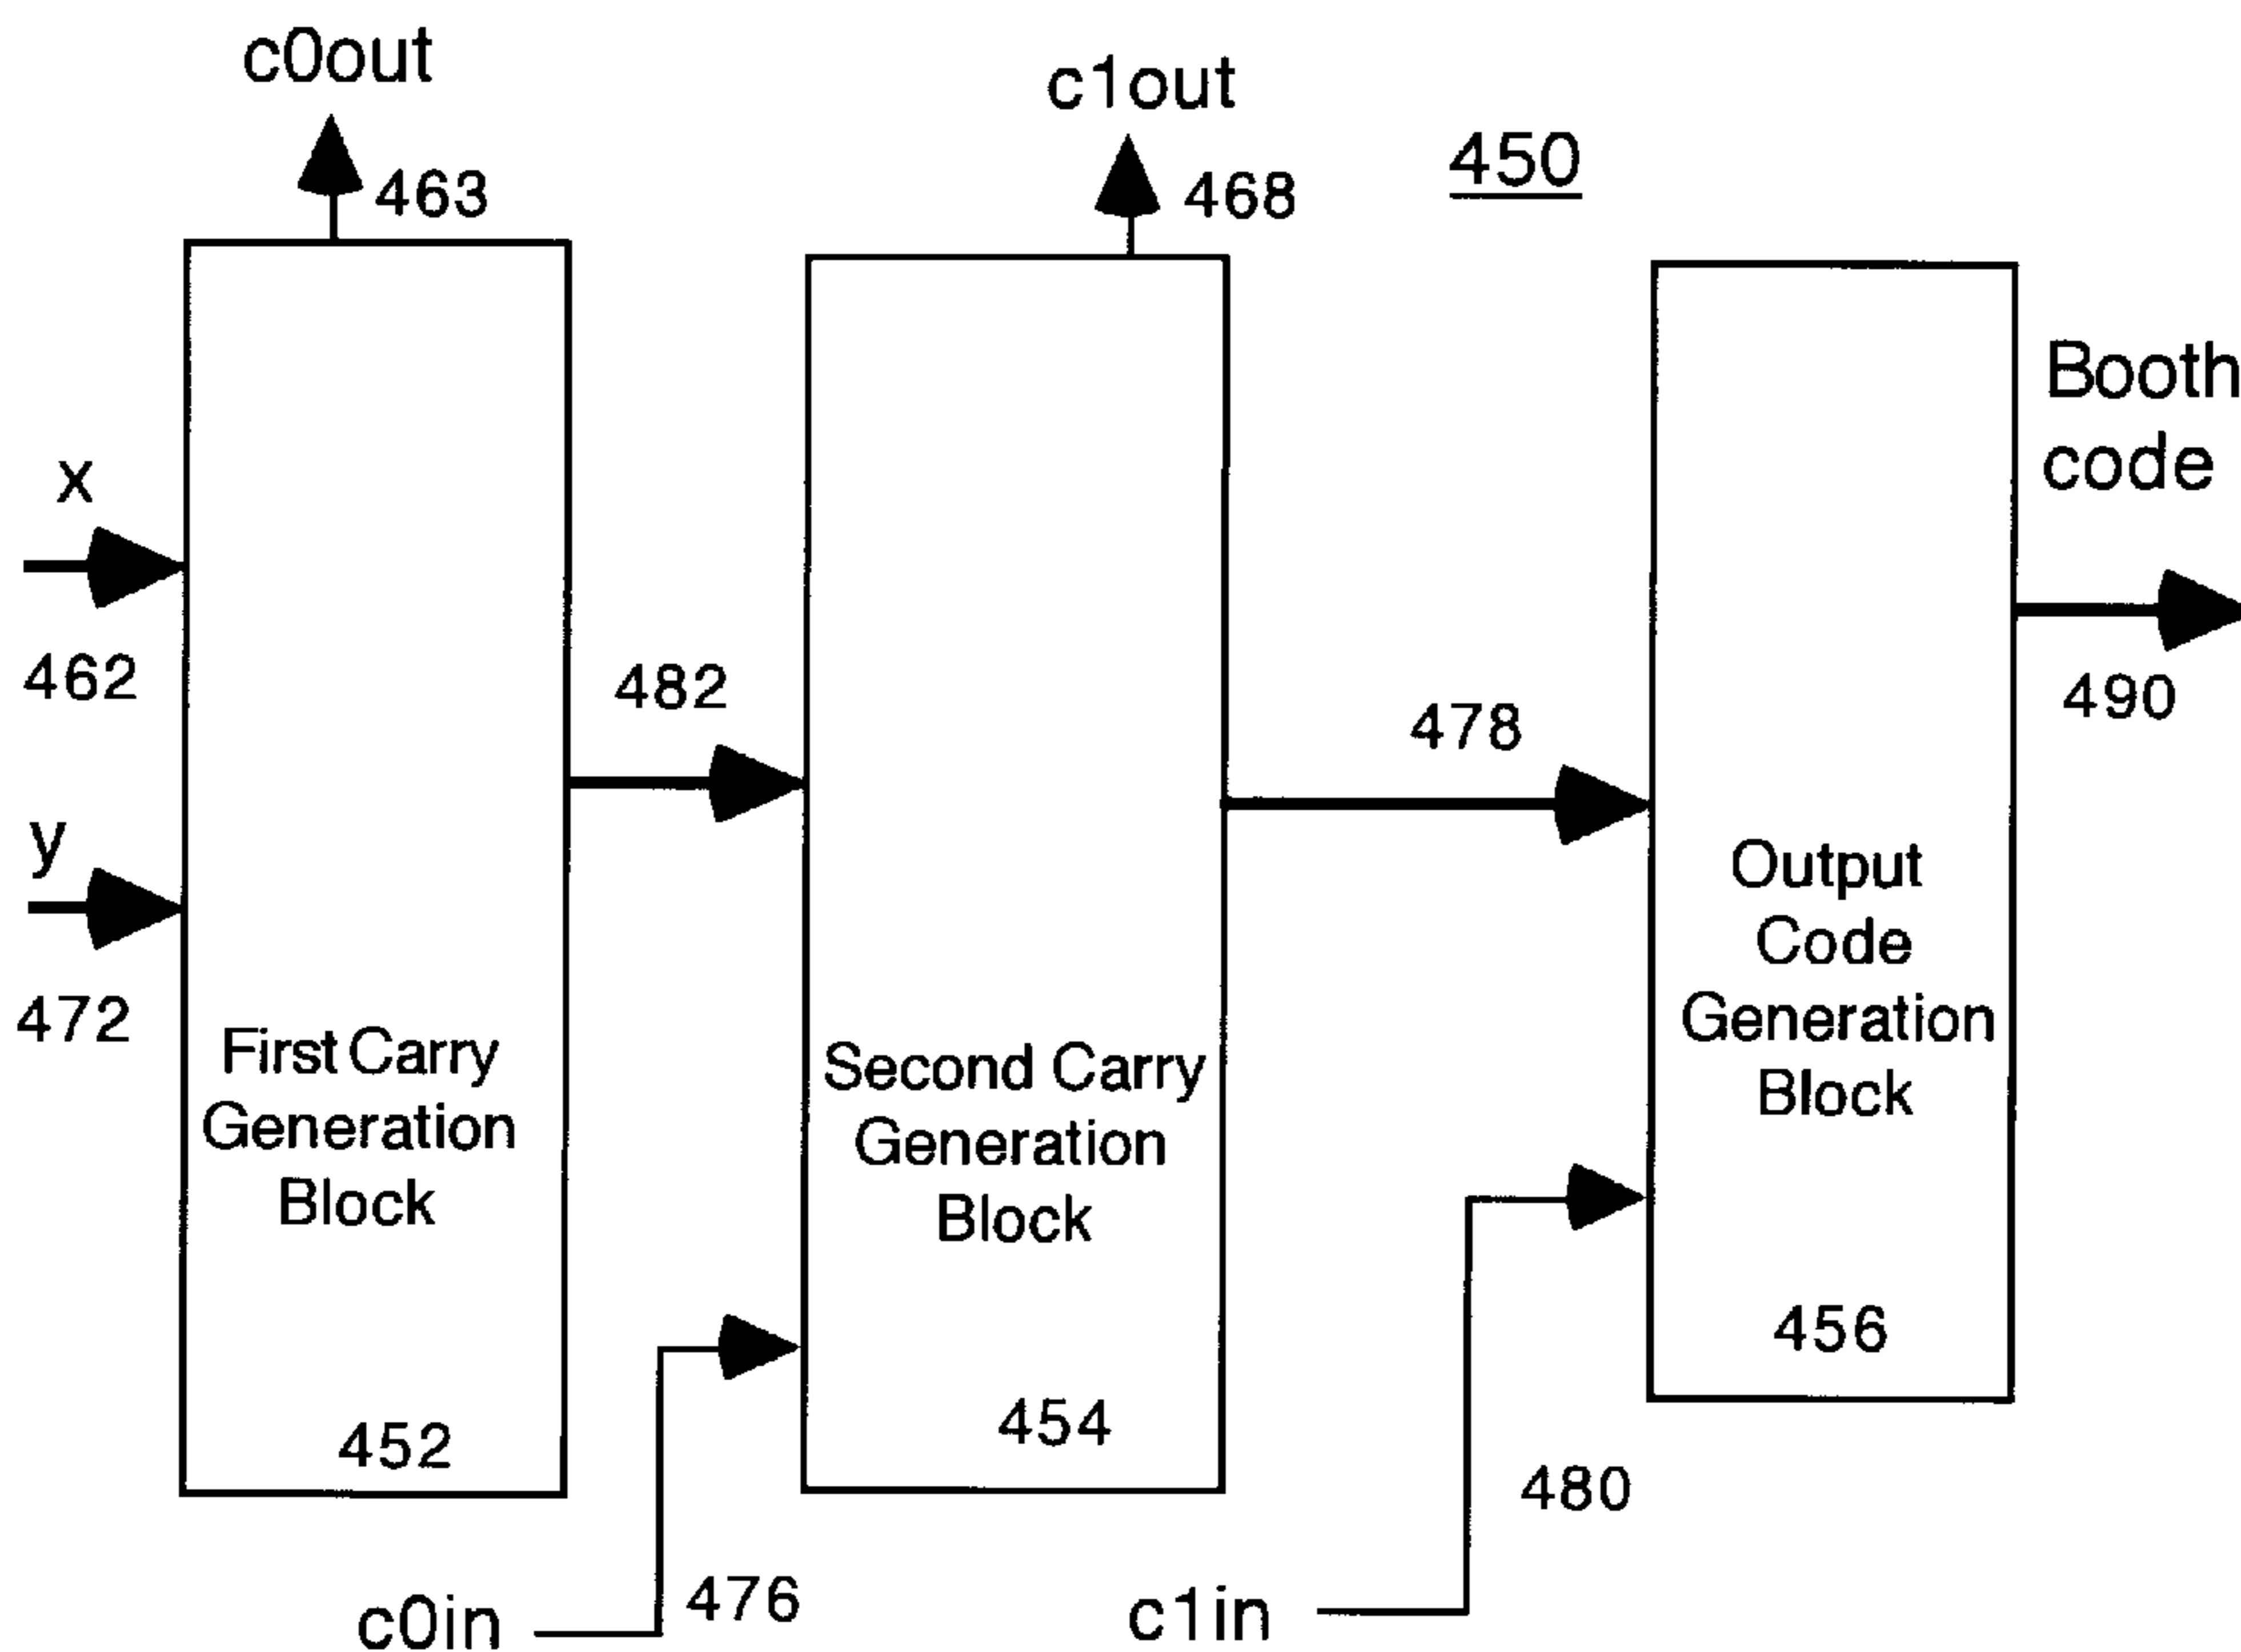 c0out
c1out
463
468
450
x
462
y
472
482
478
Booth
code
490
First Carry
Generation
Block
452
Second Carry
Generation
Block
454
Output
Code
Generation
Block
456
c0in
476
c1in
480